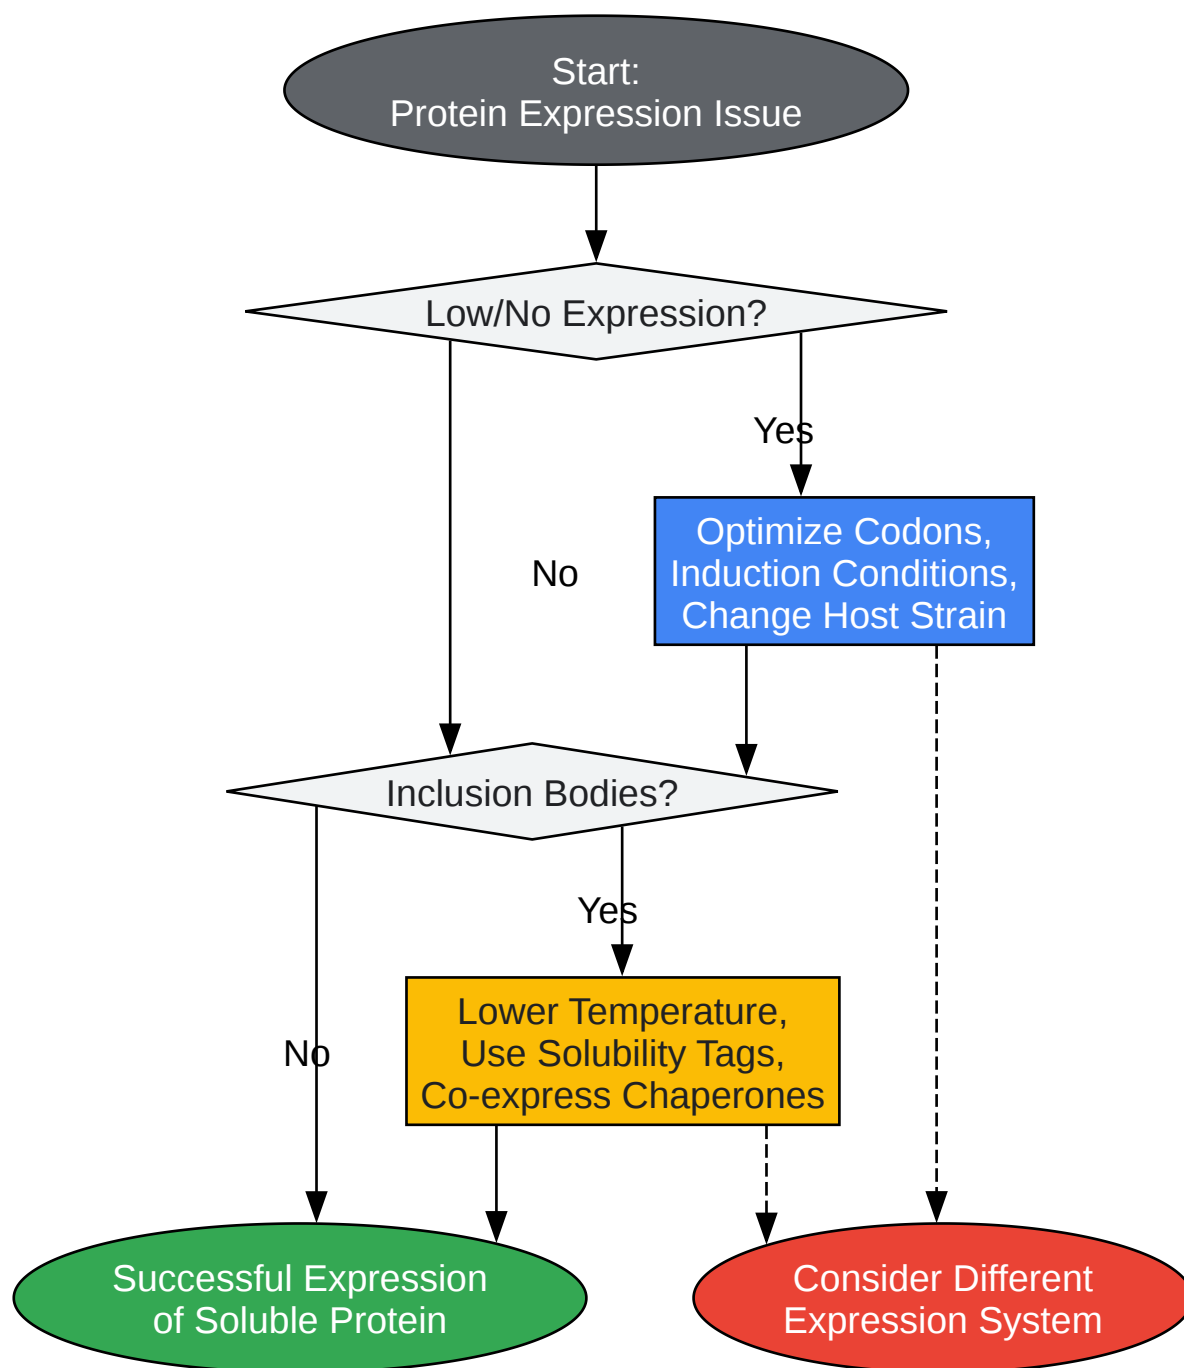 Start:
Protein Expression Issue
Low/No Expression?
Yes
Optimize Codons,
Induction Conditions,
Change Host Strain
No
Inclusion Bodies?
Yes
Lower Temperature,
Use Solubility Tags,
Co-express Chaperones
No
Successful Expression
of Soluble Protein
Consider Different
Expression System